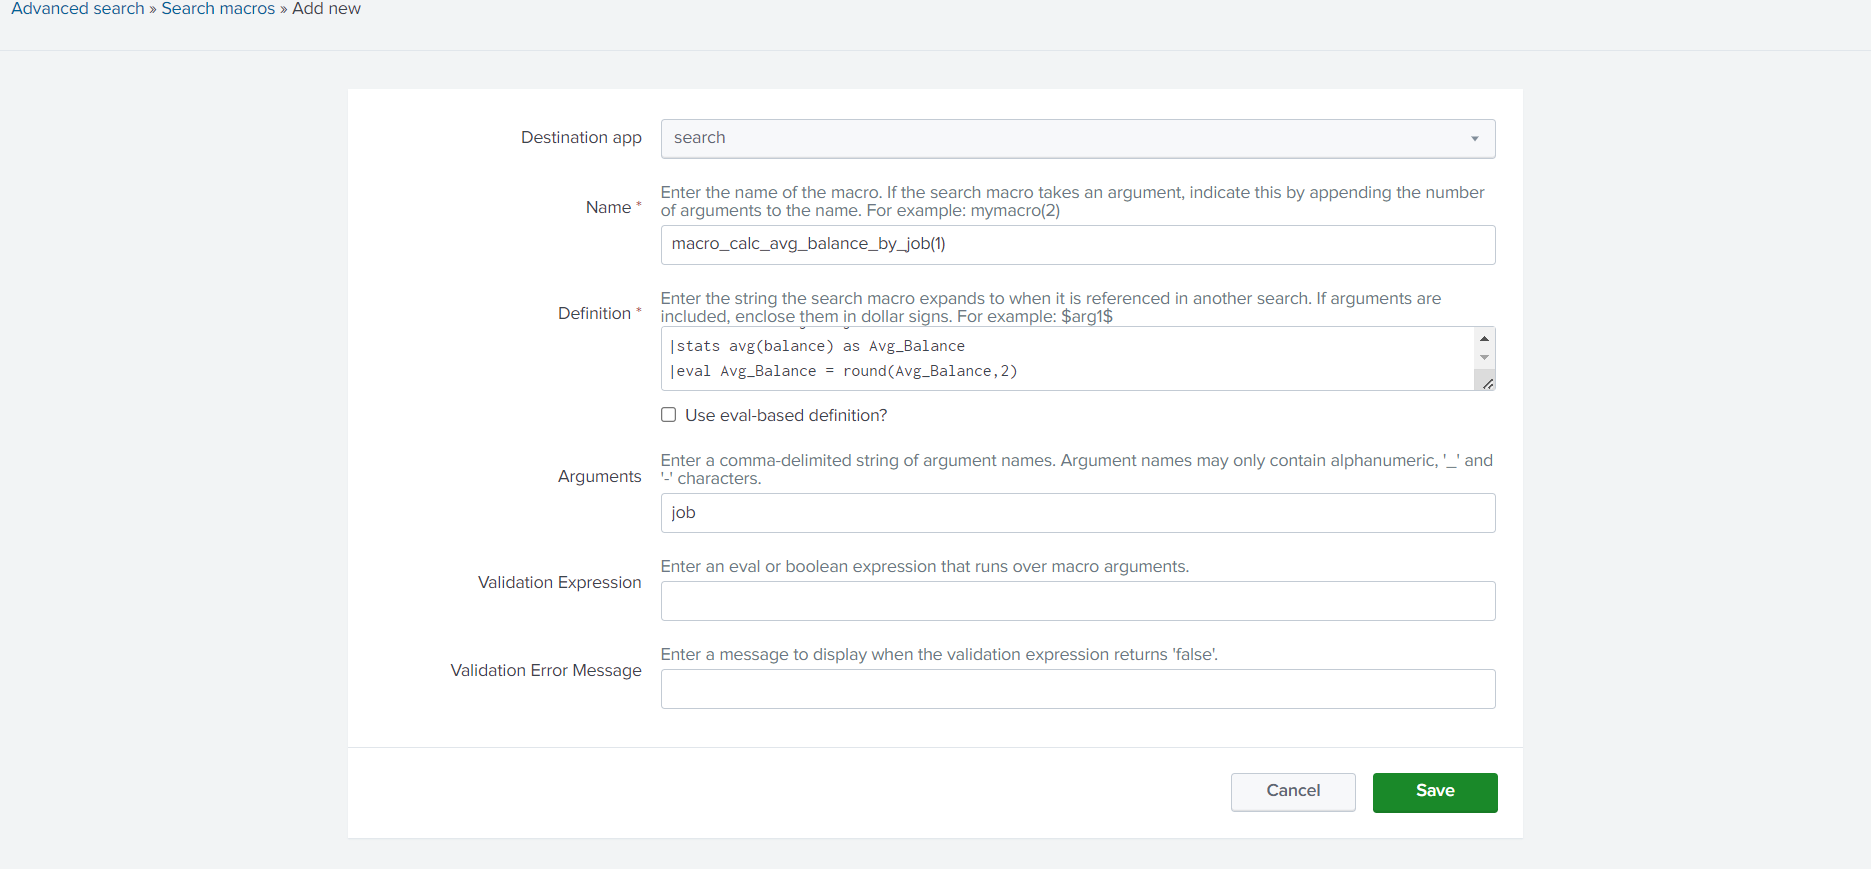 Advanced search » Search macros » Add new
Destination app
search
Name *
Enter the name of the macro. If the search macro takes an argument, indicate this by appending the number
of arguments to the name. For example: mymacro(2)
macro_calc_avg_balance_by_job(1)
Definition *
Enter the string the search macro expands to when it is referenced in another search. If arguments are
included, enclose them in dollar signs. For example: $arg1$
|stats avg(balance) as Avg_Balance
|eval Avg_Balance = round(Avg_Balance,2)
Use eval-based definition?
Arguments
Enter a comma-delimited string of argument names. Argument names may only contain alphanumeric, '_' and
'-' characters.
job
Validation Expression
Enter an eval or boolean expression that runs over macro arguments.
Validation Error Message
Enter a message to display when the validation expression returns 'false'.
Cancel
Save